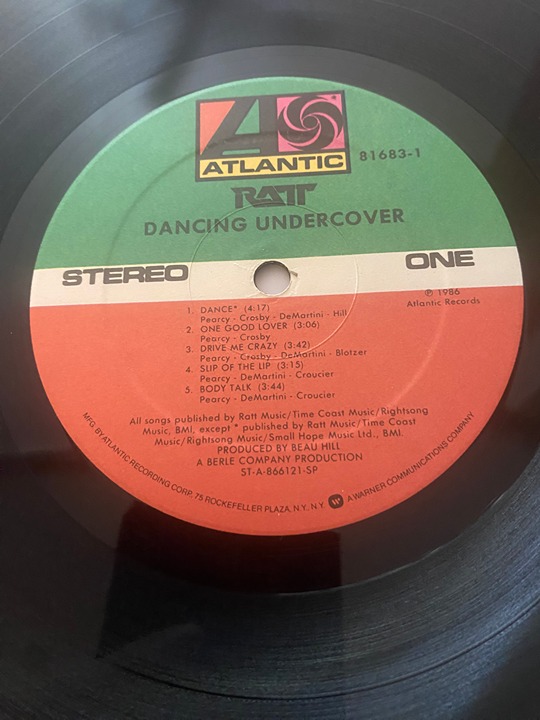 ATLANTIC
81683-1
RATT
DANCING UNDERCOVER
STEREO
ONE
℗ 1986
Atlantic Records
1. DANCE* (4:17)
Pearcy - Crosby - DeMartini - Hill
2. ONE GOOD LOVER (3:06)
Pearcy - Crosby
3. DRIVE ME CRAZY (3:42)
Pearcy - Crosby - DeMartini - Blotzer
4. SLIP OF THE LIP (3:15)
Pearcy - DeMartini - Croucier
5. BODY TALK (3:44)
Pearcy - DeMartini - Croucier
All songs published by Ratt Music/Time Coast Music/Rightsong
Music, BMI, except * published by Ratt Music/Time Coast
Music/Rightsong Music/Small Hope Music Ltd., BMI.
PRODUCED BY BEAU HILL
A BERLE COMPANY PRODUCTION
ST-A-866121-SP
MFG. BY ATLANTIC RECORDING CORP., 75 ROCKEFELLER PLAZA, N.Y., N.Y. W A WARNER COMMUNICATIONS COMPANY